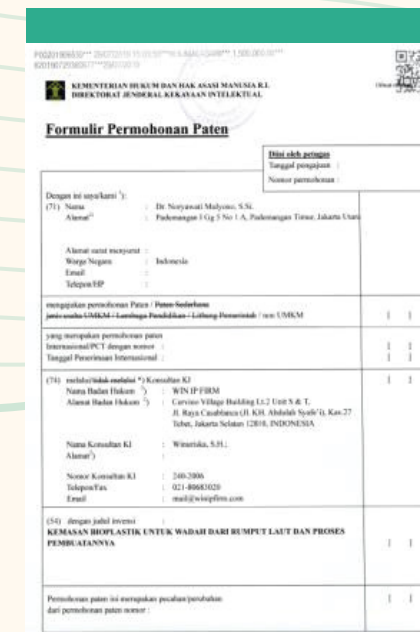 KEMENTERIAN HUKUM DAN HAK ASASI MANUSIA R.I.
DIREKTORAT JENDERAL KEKAYAAN INTELEKTUAL
Formulir Permohonan Paten
Diisi oleh petugas
Tanggal pengajuan :
Nomor permohonan :
Dengan ini saya/kami ¹):
(71) Nama : Dr. Noryawati Mulyono, S.Si.
Alamat : Pademangan I Gg 5 No 1 A, Pademangan Timur, Jakarta Utara
Alamat surat menyurat :
Warga Negara : Indonesia
Email :
Telepon/HP :
mengajukan permohonan Paten / Paten Sederhana
jenis usaha UMKM / Lembaga Pendidikan / Litbang Pemerintah / non UMKM [ ]
yang merupakan permohonan paten
Internasional/PCT dengan nomor : [ ]
Tanggal Penerimaan Internasional : [ ]
(74) melalui/tidak melalui *) Konsultan KI [ ]
Nama Badan Hukum ³) : WIN IP FIRM
Alamat Badan Hukum ²) : Corvino Village Building Lt.2 Unit S & T,
Jl. Raya Casablanca (Jl. KH. Abdulah Syafe'i), Kav.27
Tebet, Jakarta Selatan 12810, INDONESIA
Nama Konsultan KI : Winuriska, S.H.;
Alamat²) :
Nomor Konsultan KI : 240-2006
Telepon/Fax : 021-80683020
Email : mail@winipfirm.com
(54) dengan judul invensi :
KEMASAN BIOPLASTIK UNTUK WADAH DARI RUMPUT LAUT DAN PROSES [ ]
PEMBUATANNYA
Permohonan paten ini merupakan pecahan/perubahan [ ]
dari permohonan paten nomor :